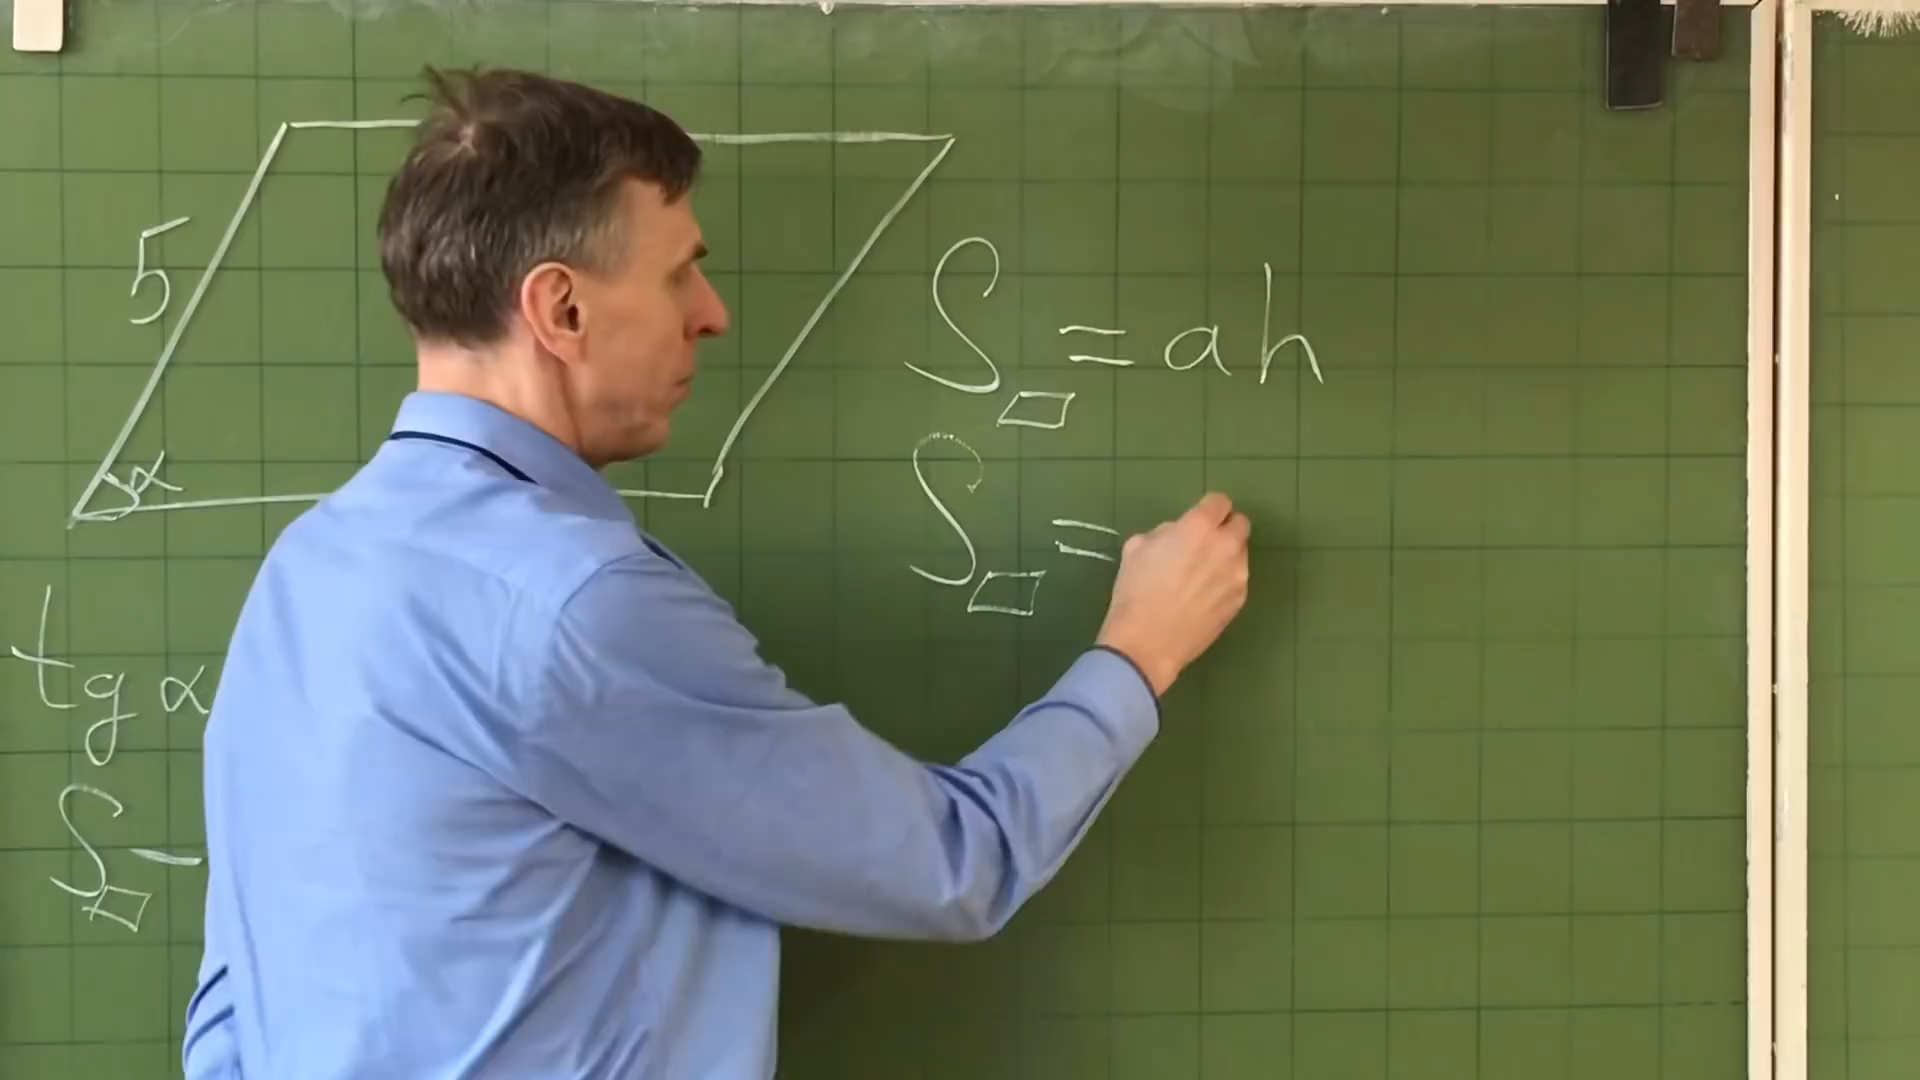 5
α
S▱ = ah
S▱ =
tg α
S▱ –